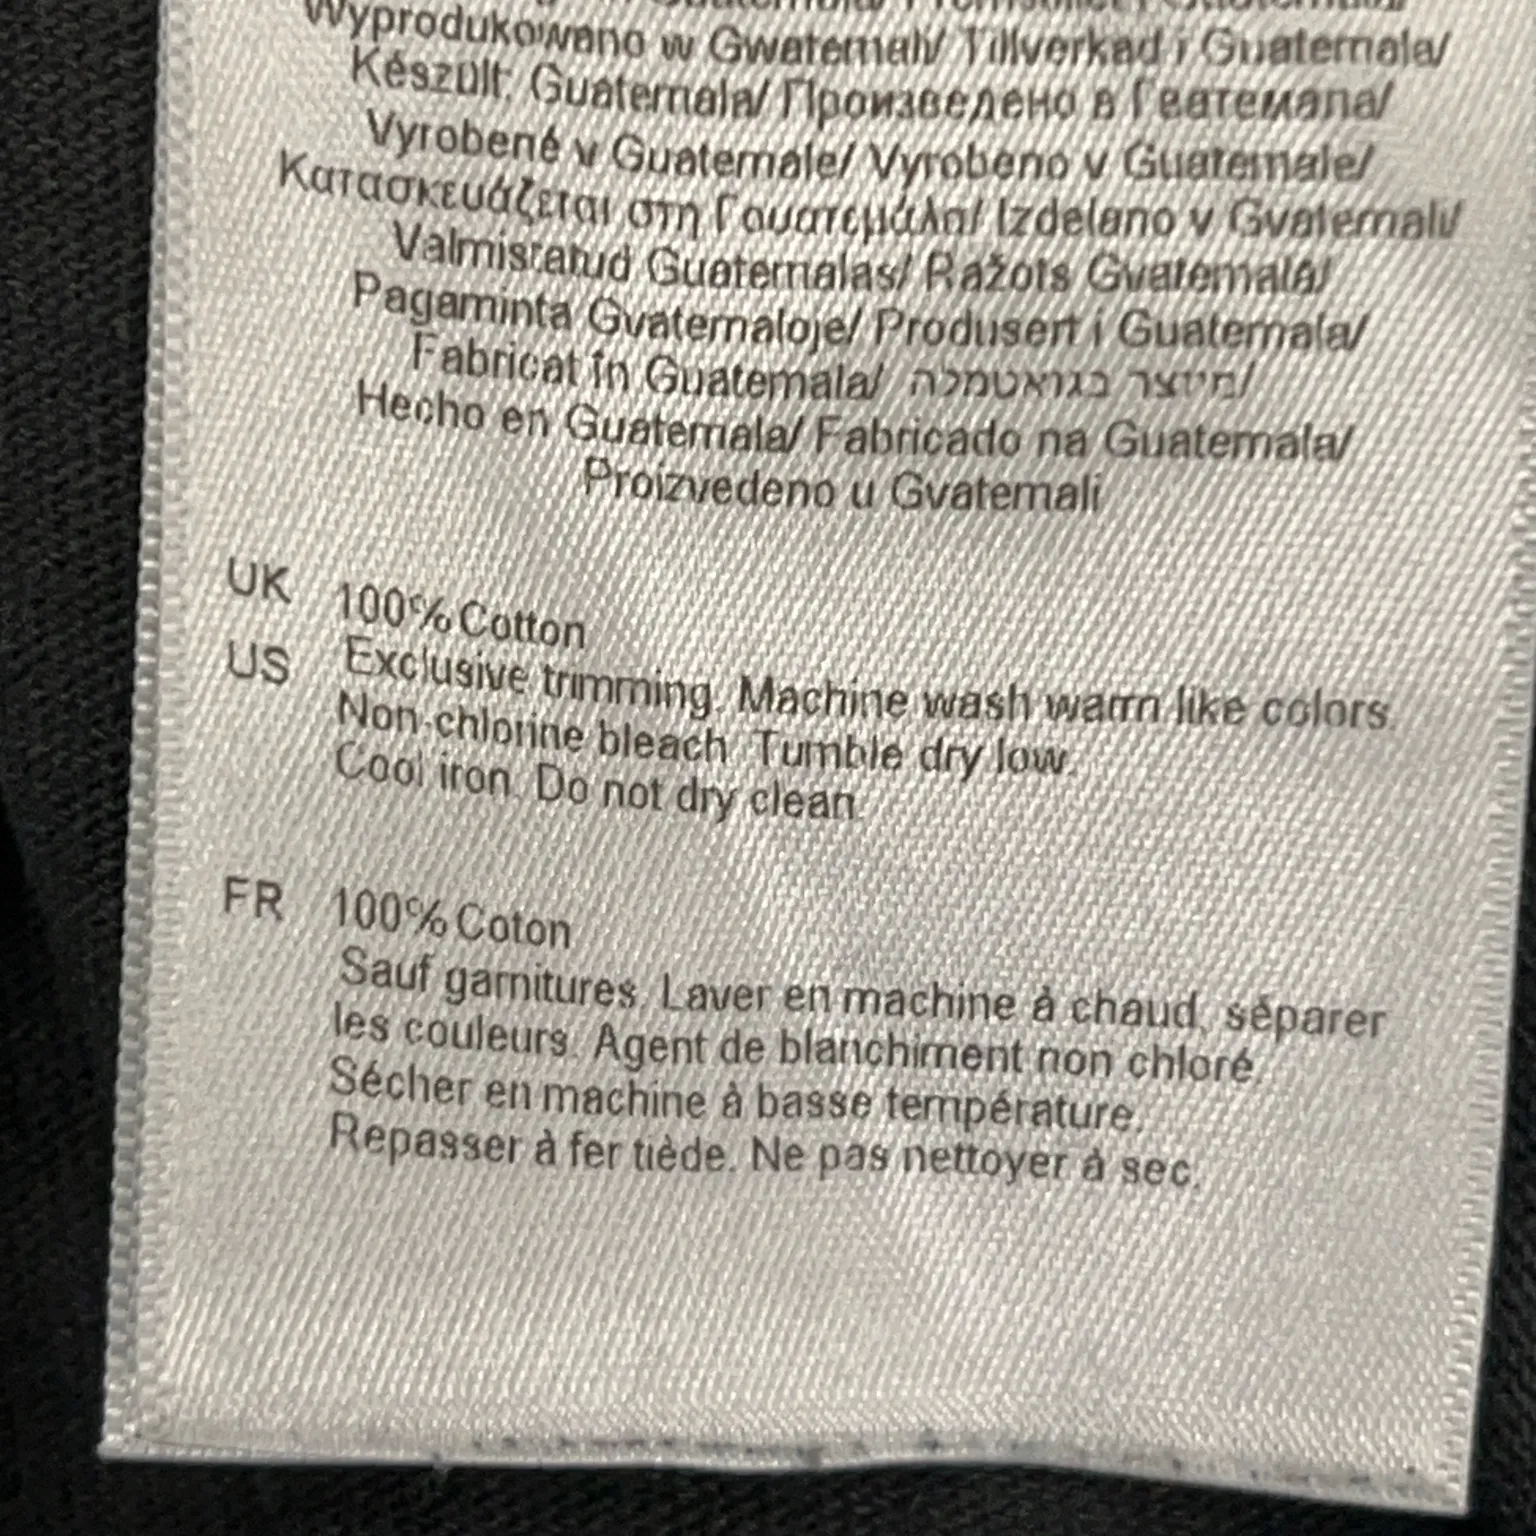 Guatemala/ Fremstillet i Guatemala/
Wyprodukowano w Gwatemali/ Tillverkad i Guatemala/
Készült: Guatemala/ Произведено в Гватемала/
Vyrobené v Guatemale/ Vyrobeno v Guatemale/
Κατασκευάζεται στη Γουατεμάλα/ Izdelano v Gvatemali/
Valmistatud Guatemalas/ Ražots Gvatemalā/
Pagaminta Gvatemaloje/ Produsert i Guatemala/
Fabricat în Guatemala/ מיוצר בגואטמלה/
Hecho en Guatemala/ Fabricado na Guatemala/
Proizvedeno u Gvatemali
UK 100% Cotton
US Exclusive trimming. Machine wash warm like colors.
Non-chlorine bleach. Tumble dry low.
Cool iron. Do not dry clean.
FR 100% Coton
Sauf garnitures. Laver en machine à chaud, séparer
les couleurs. Agent de blanchiment non chloré.
Sécher en machine à basse température.
Repasser à fer tiède. Ne pas nettoyer à sec.